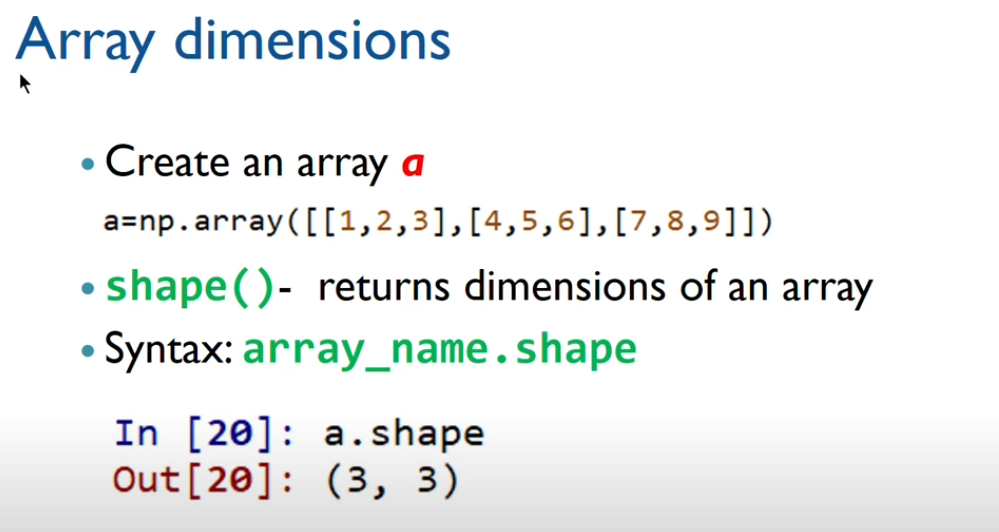 Array dimensions
• Create an array a
a=np.array([[1,2,3],[4,5,6],[7,8,9]])
• shape()- returns dimensions of an array
• Syntax: array_name.shape
In [20]: a.shape
Out[20]: (3, 3)